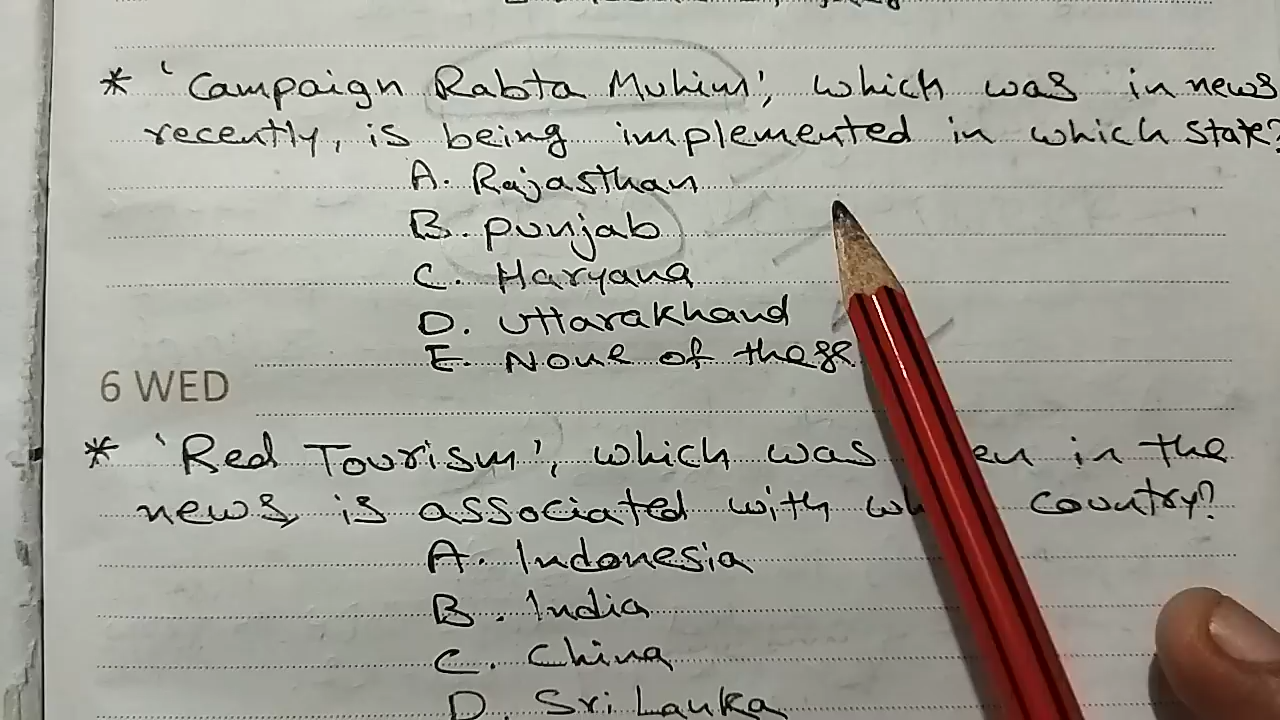 * 'Campaign Rabta Muhim', which was in news
recently, is being implemented in which state?
A. Rajasthan
B. Punjab
C. Haryana
D. Uttarakhand
E. None of these
6 WED
* 'Red Tourism', which was in the
news, is associated with country?
A. Indonesia
B. India
C. China
D. Sri Lanka